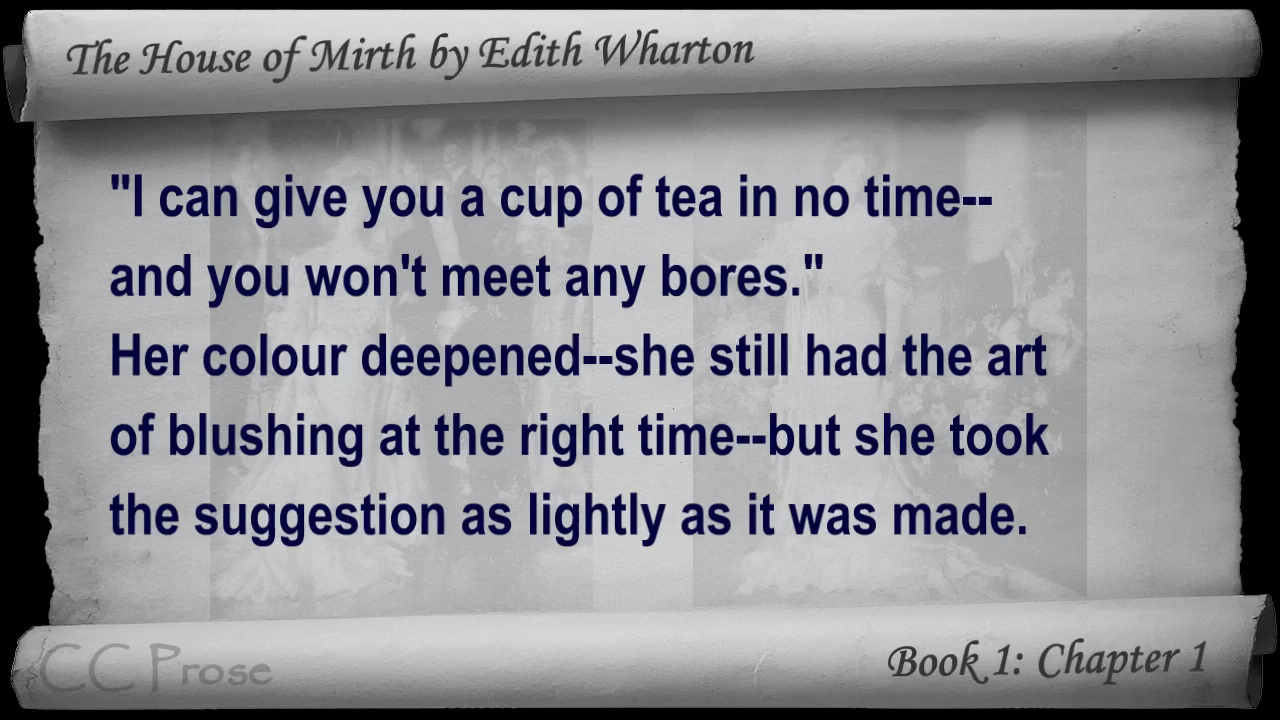 The House of Mirth by Edith Wharton
"I can give you a cup of tea in no time--
and you won't meet any bores."
Her colour deepened--she still had the art
of blushing at the right time--but she took
the suggestion as lightly as it was made.
CC Prose
Book 1: Chapter 1